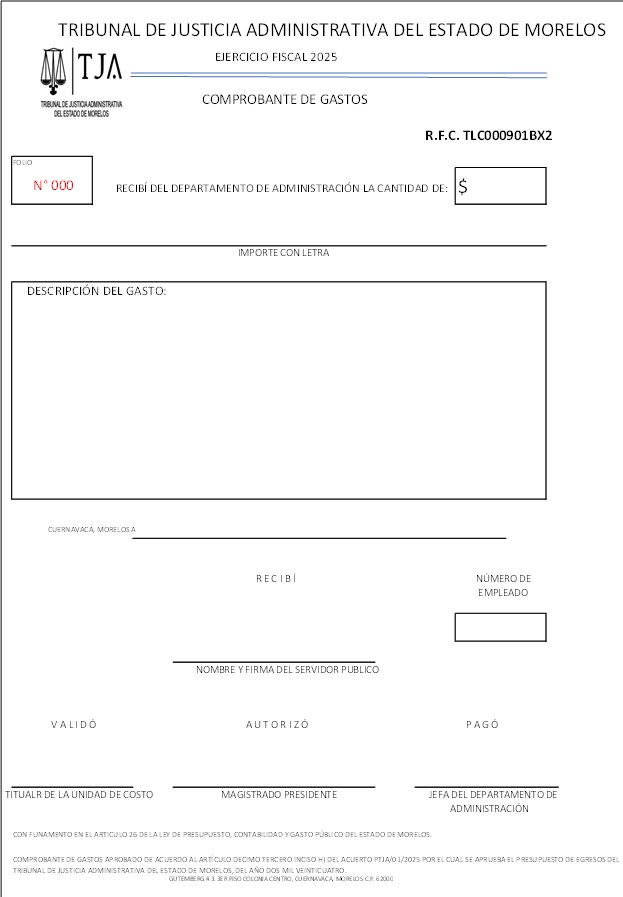 TRIBUNAL DE JUSTICIA ADMINISTRATIVA DEL ESTADO DE MORELOS
EJERCICIO FISCAL 2025
TJA
TRIBUNAL DE JUSTICIA ADMINISTRATIVA
DEL ESTADO DE MORELOS
COMPROBANTE DE GASTOS
R.F.C. TLC000901BX2
FOLIO
N° 000
RECIBÍ DEL DEPARTAMENTO DE ADMINISTRACIÓN LA CANTIDAD DE:
$
IMPORTE CON LETRA
DESCRIPCIÓN DEL GASTO:
CUERNAVACA, MORELOS A
RECIBÍ
NÚMERO DE
EMPLEADO
NOMBRE Y FIRMA DEL SERVIDOR PUBLICO
VALIDÓ
AUTORIZÓ
PAGÓ
TITUALR DE LA UNIDAD DE COSTO
MAGISTRADO PRESIDENTE
JEFA DEL DEPARTAMENTO DE
ADMINISTRACIÓN
CON FUNAMENTO EN EL ARTICULO 26 DE LA LEY DE PRESUPUESTO, CONTABILIDAD Y GASTO PÚBLICO DEL ESTADO DE MORELOS.
COMPROBANTE DE GASTOS APROBADO DE ACUERDO AL ARTÍCULO DECIMO TERCERO INCISO H) DEL ACUERTO PTJA/01/2025 POR EL CUAL SE APRUEBA EL PRESUPUESTO DE EGRESOS DEL
TRIBUNAL DE JUSTICIA ADMINISTRATIVA DEL ESTADO DE MORELOS, DEL AÑO DOS MIL VEINTICUATRO.
GUTEMBERG # 3. 3ER PISO COLONIA CENTRO, CUERNAVACA, MORELOS C.P. 62000